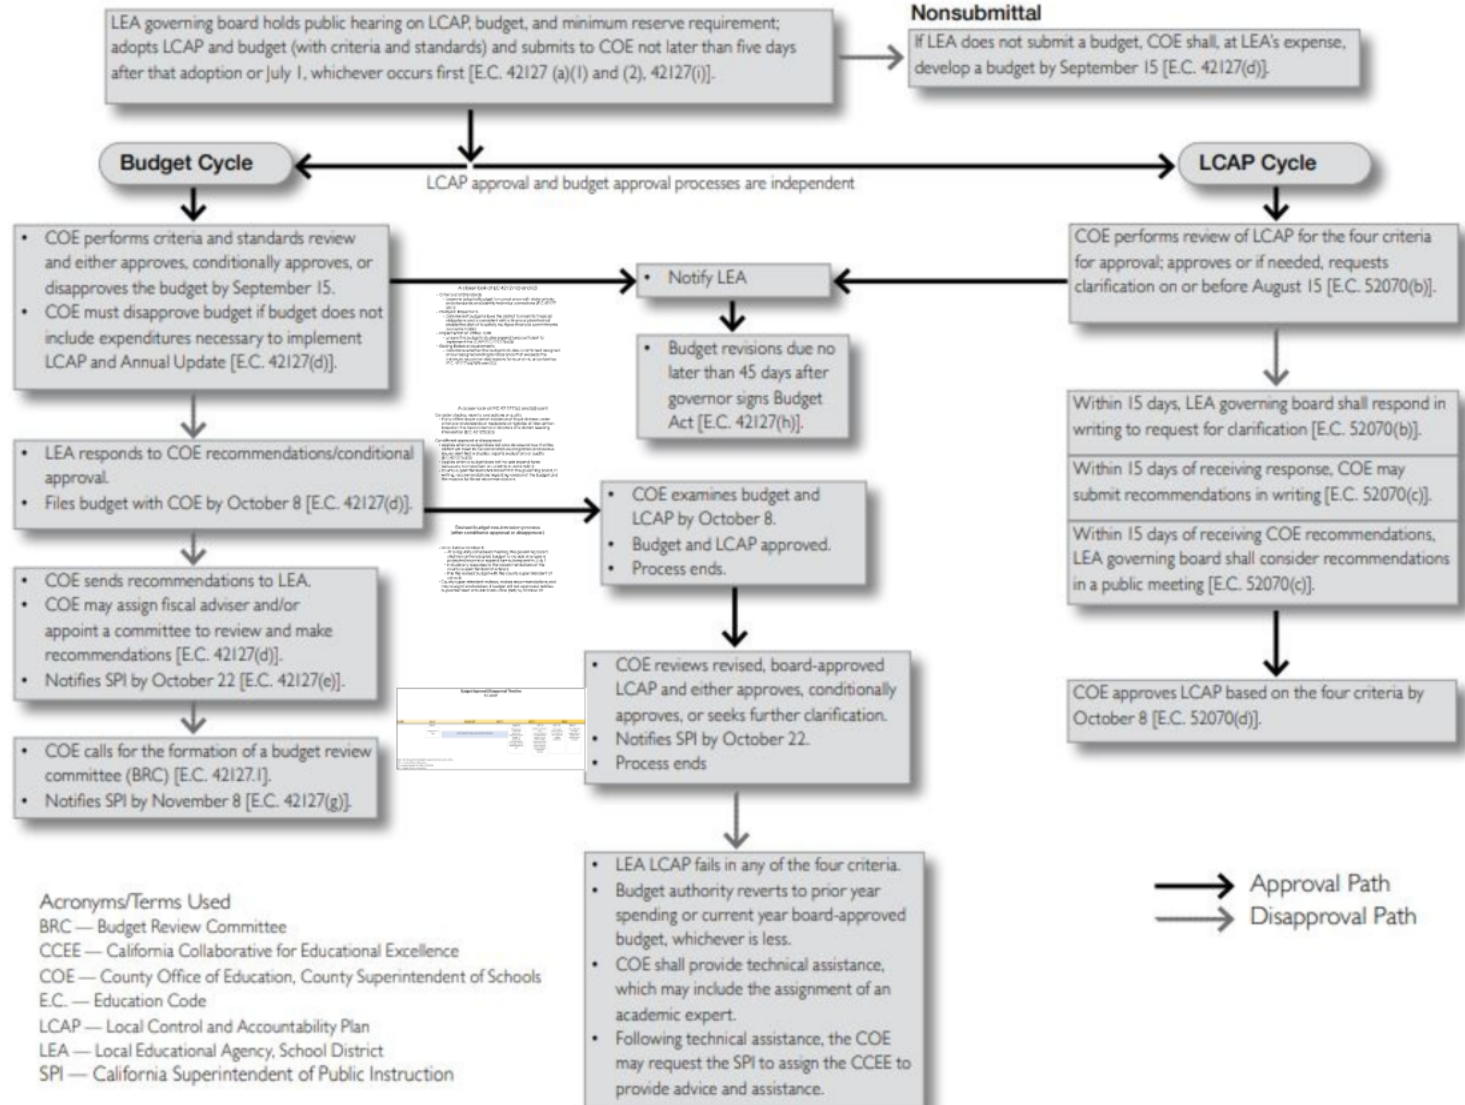 LEA governing board holds public hearing on LCAP, budget, and minimum reserve requirement;
adopts LCAP and budget (with criteria and standards) and submits to COE not later than five days
after that adoption or July 1, whichever occurs first [E.C. 42127 (a)(1) and (2), 42127(i)].
Nonsubmittal
If LEA does not submit a budget, COE shall, at LEA's expense,
develop a budget by September 15 [E.C. 42127(d)].
Budget Cycle
LCAP approval and budget approval processes are independent
LCAP Cycle
• COE performs criteria and standards review
and either approves, conditionally approves, or
disapproves the budget by September 15.
• COE must disapprove budget if budget does not
include expenditures necessary to implement
LCAP and Annual Update [E.C. 42127(d)].
• LEA responds to COE recommendations/conditional
approval.
• Files budget with COE by October 8 [E.C. 42127(d)].
• COE sends recommendations to LEA.
• COE may assign fiscal adviser and/or
appoint a committee to review and make
recommendations [E.C. 42127(d)].
• Notifies SPI by October 22 [E.C. 42127(e)].
• COE calls for the formation of a budget review
committee (BRC) [E.C. 42127.1].
• Notifies SPI by November 8 [E.C. 42127(g)].
• Notify LEA
• Budget revisions due no
later than 45 days after
governor signs Budget
Act [E.C. 42127(h)].
• COE examines budget and
LCAP by October 8.
• Budget and LCAP approved.
• Process ends.
• COE reviews revised, board-approved
LCAP and either approves, conditionally
approves, or seeks further clarification.
• Notifies SPI by October 22.
• Process ends
• LEA LCAP fails in any of the four criteria.
• Budget authority reverts to prior year
spending or current year board-approved
budget, whichever is less.
• COE shall provide technical assistance,
which may include the assignment of an
academic expert.
• Following technical assistance, the COE
may request the SPI to assign the CCEE to
provide advice and assistance.
COE performs review of LCAP for the four criteria
for approval; approves or if needed, requests
clarification on or before August 15 [E.C. 52070(b)].
Within 15 days, LEA governing board shall respond in
writing to request for clarification [E.C. 52070(b)].
Within 15 days of receiving response, COE may
submit recommendations in writing [E.C. 52070(c)].
Within 15 days of receiving COE recommendations,
LEA governing board shall consider recommendations
in a public meeting [E.C. 52070(c)].
COE approves LCAP based on the four criteria by
October 8 [E.C. 52070(d)].
Approval Path
Disapproval Path
Acronyms/Terms Used
BRC — Budget Review Committee
CCEE — California Collaborative for Educational Excellence
COE — County Office of Education, County Superintendent of Schools
E.C. — Education Code
LCAP — Local Control and Accountability Plan
LEA — Local Educational Agency, School District
SPI — California Superintendent of Public Instruction